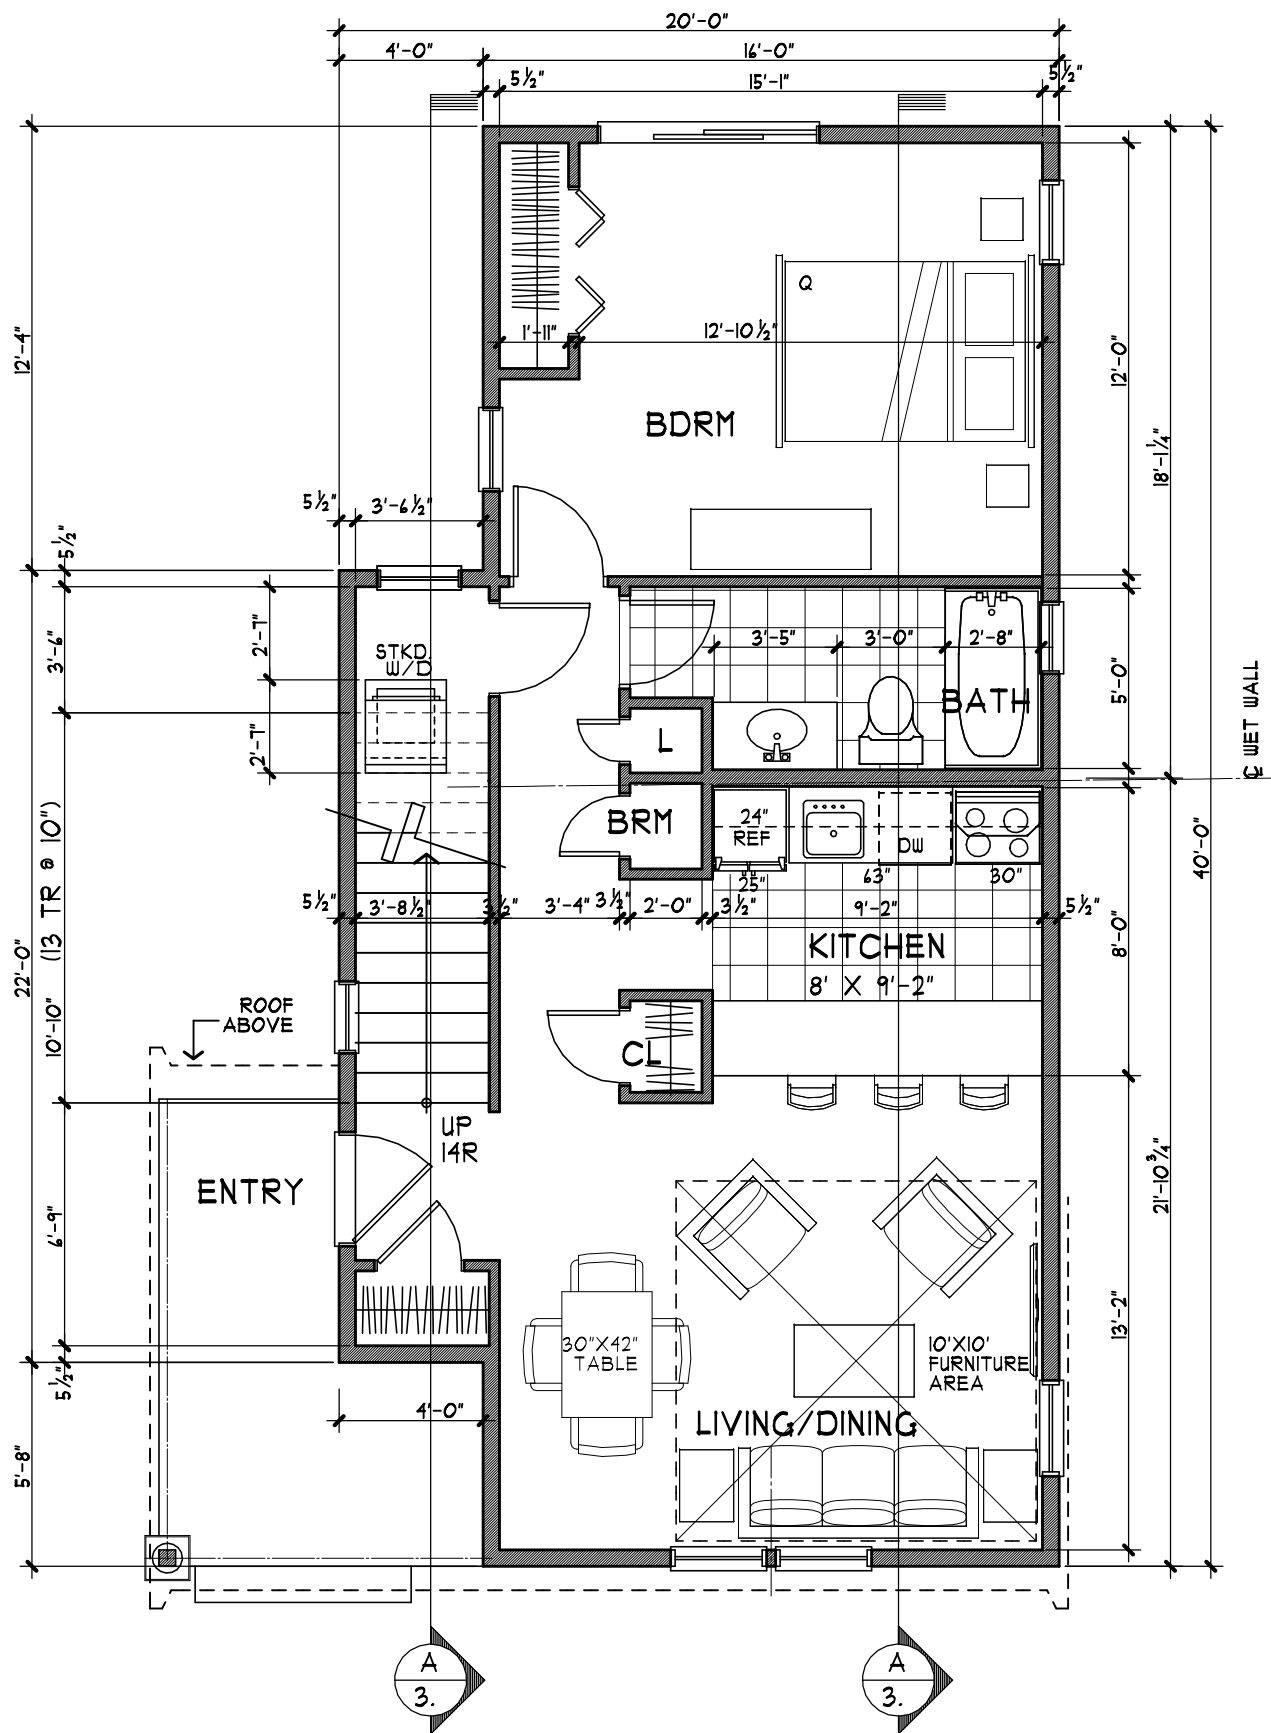 20'-0"
4'-0"
16'-0"
5½"
15'-1"
5½"
Q
1'-11"
12'-10½"
12'-4"
12'-0"
BDRM
18'-1¼"
5½"
3'-6½"
5½"
2'-7"
3'-6"
STKD.
W/D
3'-5"
3'-0"
2'-8"
5'-0"
BATH
L
2'-7"
℄ WET WALL
BRM
24"
REF
DW
25"
63"
30"
40'-0"
(13 TR @ 10")
5½"
3'-8½"
3½"
3'-4"
3½"
2'-0"
3½"
9'-2"
5½"
8'-0"
KITCHEN
8' X 9'-2"
22'-0"
10'-10"
ROOF
ABOVE
CL
UP
14R
ENTRY
21'-10¾"
6'-9"
13'-2"
30"X42"
TABLE
10'X10'
FURNITURE
AREA
5½"
4'-0"
LIVING/DINING
5'-8"
A
3.
A
3.